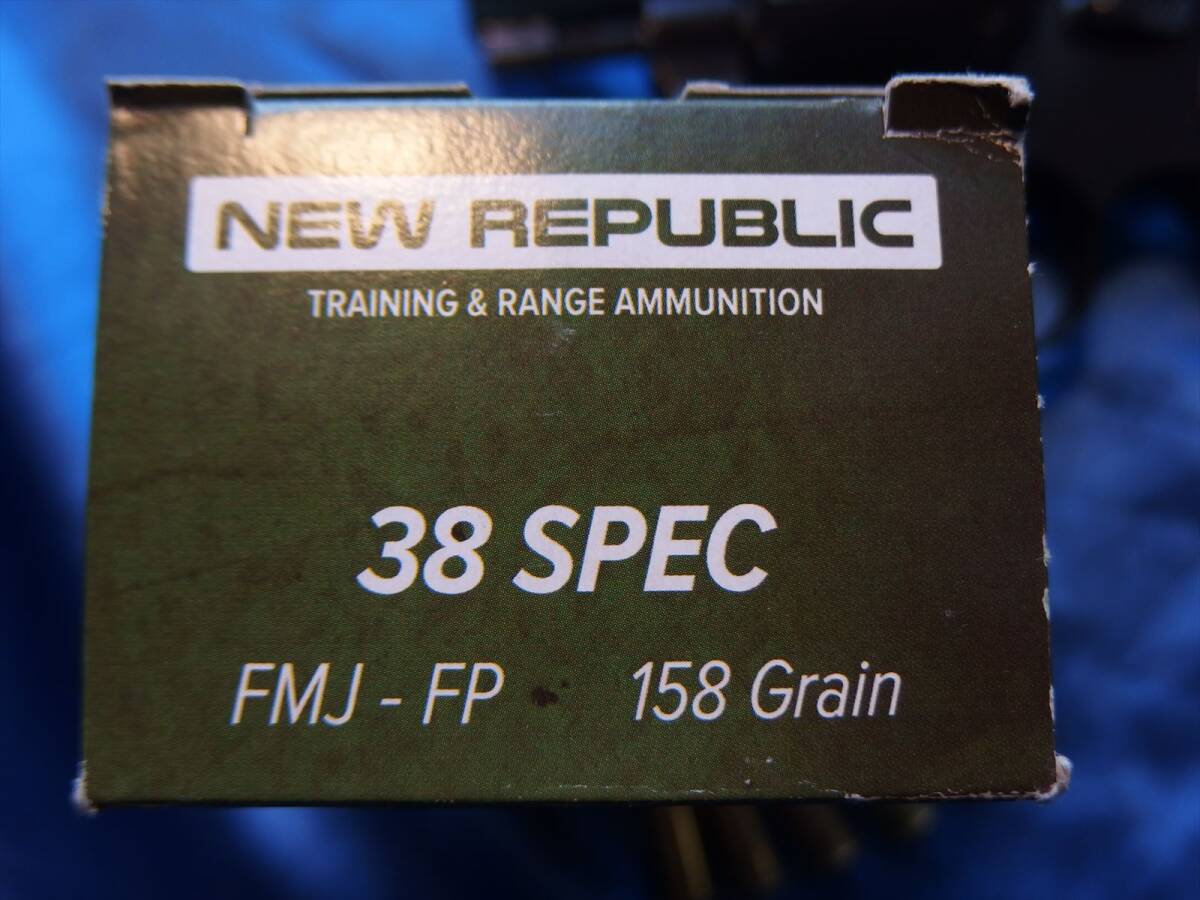 NEW REPUBLIC
TRAINING & RANGE AMMUNITION
38 SPEC
FMJ - FP 158 Grain